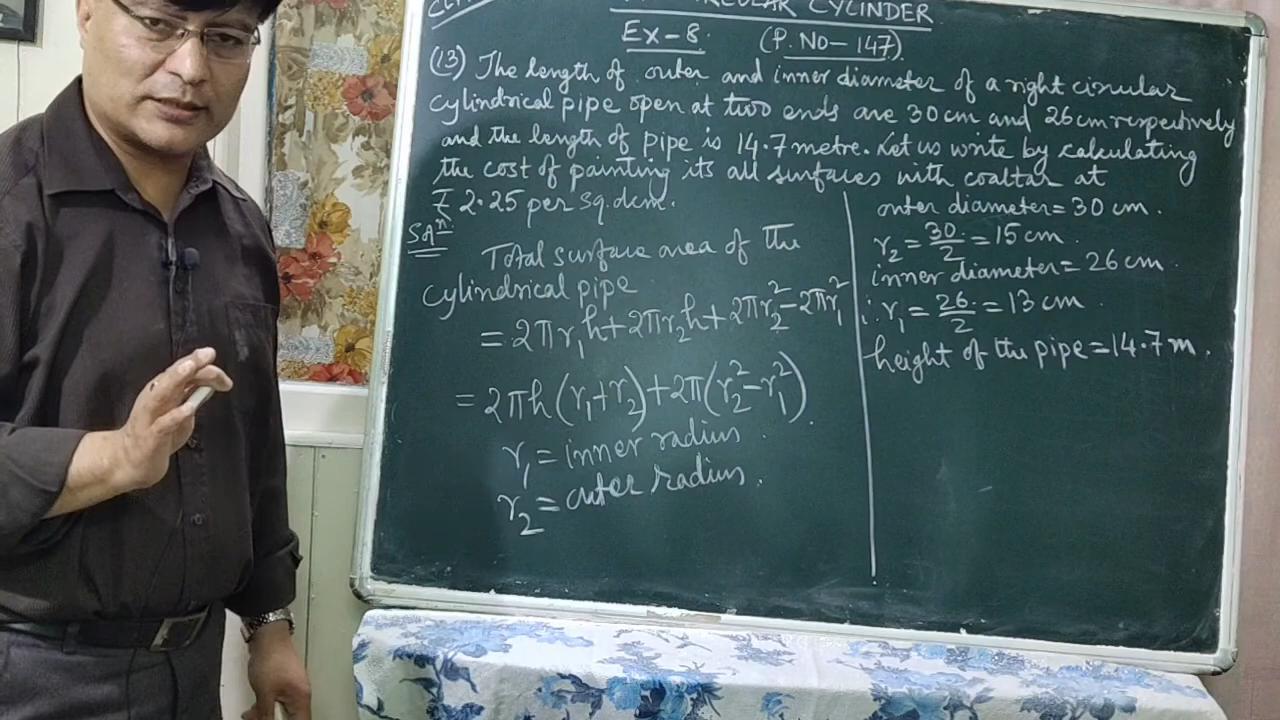 CIRCULAR CYLINDER
Ex-8. (P. No-147)
(13) The length of outer and inner diameter of a right circular
cylindrical pipe open at two ends are 30 cm and 26 cm respectively
and the length of pipe is 14.7 metre. Let us write by calculating
the cost of painting its all surfaces with coaltar at
₹ 2.25 per sq. dcm.
Solⁿ.
Total surface area of the
cylindrical pipe
= 2πr₁h + 2πr₂h + 2πr₂² - 2πr₁²
= 2πh(r₁+r₂) + 2π(r₂² - r₁²)
r₁ = inner radius.
r₂ = outer radius.
outer diameter = 30 cm.
r₂ = 30/2 = 15 cm.
inner diameter = 26 cm.
∴ r₁ = 26/2 = 13 cm.
height of the pipe = 14.7 m.